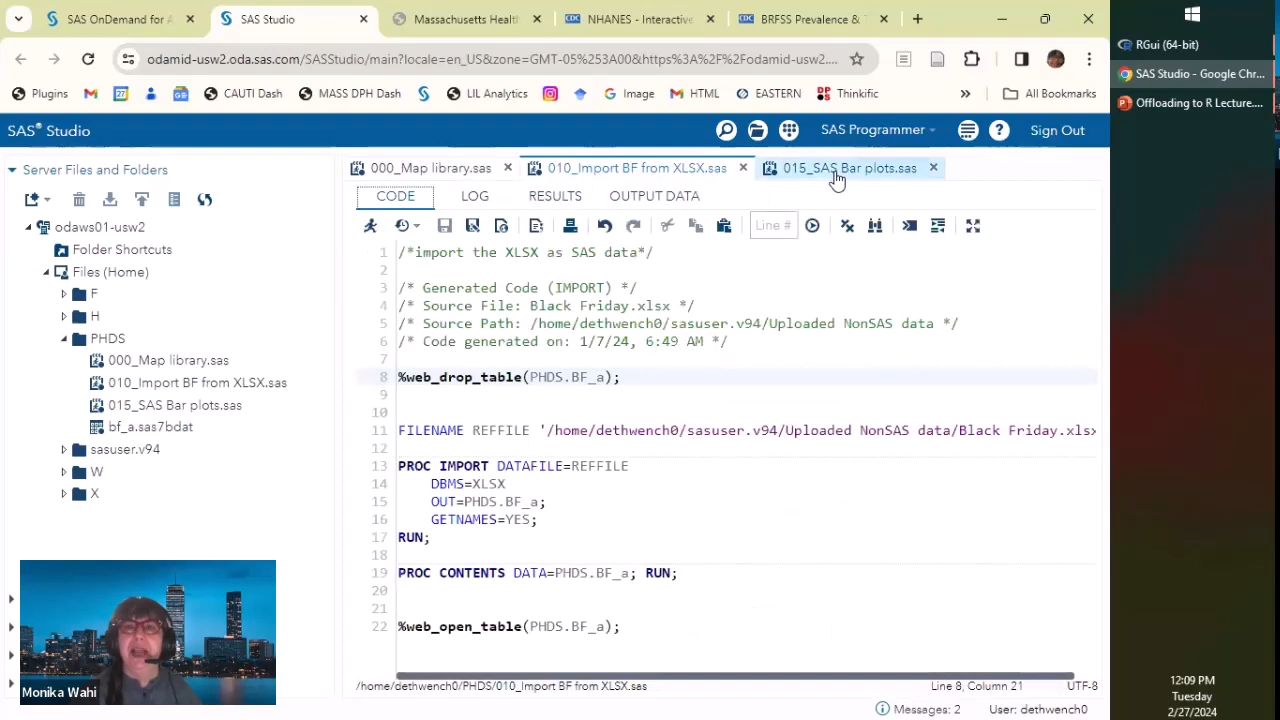 SAS OnDemand for A
SAS Studio
Massachusetts Healt
NHANES - Interactive
BRFSS Prevalence &
RGui (64-bit)
odamid-usw2.oda.sas.com/SASStudio/main?locale=en_US&zone=GMT-05%253A00&https%3A%2F%2Fodamid-usw2....
SAS Studio - Google Chr...
Plugins
CAUTI Dash
MASS DPH Dash
LIL Analytics
Image
HTML
EASTERN
Thinkific
All Bookmarks
Offloading to R Lecture....
SAS® Studio
SAS Programmer
Sign Out
Server Files and Folders
000_Map library.sas
010_Import BF from XLSX.sas
015_SAS Bar plots.sas
CODE LOG RESULTS OUTPUT DATA
Line #
odaws01-usw2
Folder Shortcuts
Files (Home)
F
H
PHDS
000_Map library.sas
010_Import BF from XLSX.sas
015_SAS Bar plots.sas
bf_a.sas7bdat
sasuser.v94
W
X
1 /*import the XLSX as SAS data*/
2
3 /* Generated Code (IMPORT) */
4 /* Source File: Black Friday.xlsx */
5 /* Source Path: /home/dethwench0/sasuser.v94/Uploaded NonSAS data */
6 /* Code generated on: 1/7/24, 6:49 AM */
7
8 %web_drop_table(PHDS.BF_a);
9
10
11 FILENAME REFFILE '/home/dethwench0/sasuser.v94/Uploaded NonSAS data/Black Friday.xlsx
12
13 PROC IMPORT DATAFILE=REFFILE
14 DBMS=XLSX
15 OUT=PHDS.BF_a;
16 GETNAMES=YES;
17 RUN;
18
19 PROC CONTENTS DATA=PHDS.BF_a; RUN;
20
21
22 %web_open_table(PHDS.BF_a);
Monika Wahi
/home/dethwench0/PHDS/010_Import BF from XLSX.sas
Line 8, Column 21
UTF-8
Messages: 2
User: dethwench0
12:09 PM
Tuesday
2/27/2024